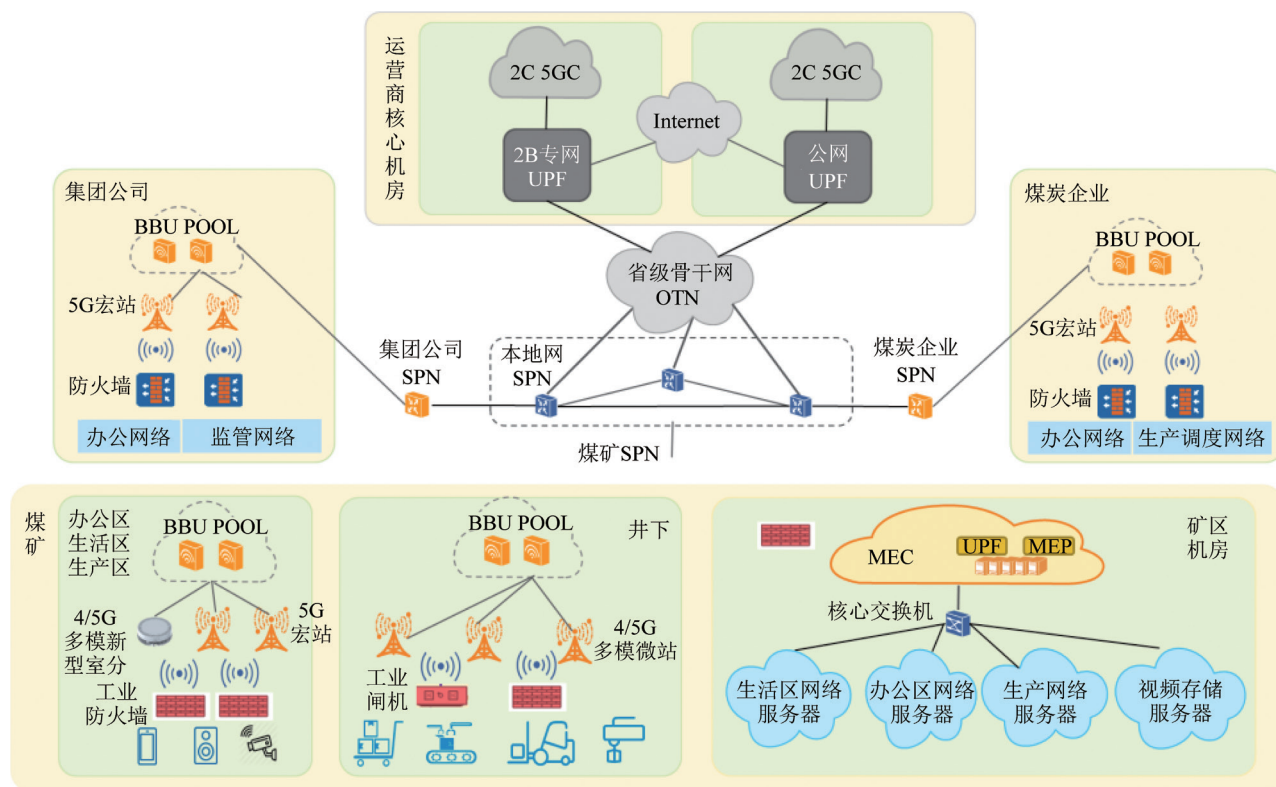 运营商核心机房
2C 5GC
2C 5GC
Internet
2B专网
UPF
公网
UPF
集团公司
BBU POOL
5G宏站
防火墙
办公网络
监管网络
省级骨干网
OTN
集团公司
SPN
本地网
SPN
煤炭企业
SPN
煤矿SPN
煤炭企业
BBU POOL
5G宏站
防火墙
办公网络
生产调度网络
煤矿
办公区
生活区
生产区
BBU POOL
4/5G
多模新
型室分
5G
宏站
工业
防火墙
井下
BBU POOL
4/5G
多模微站
工业
闸机
矿区
机房
MEC
UPF
MEP
核心交换机
生活区网络
服务器
办公区网络
服务器
生产网络
服务器
视频存储
服务器